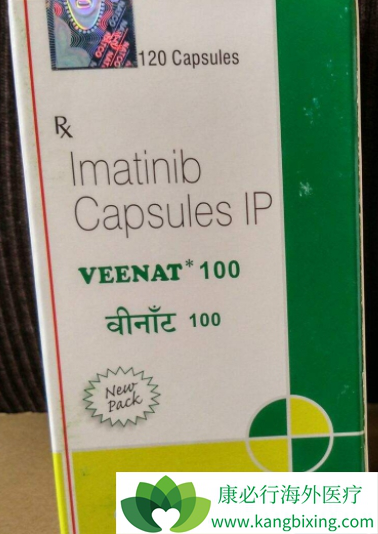 120 Capsules
Rx
Imatinib
Capsules IP
VEENAT* 100
वीनाँट 100
New
Pack
康必行海外医疗
www.kangbixing.com